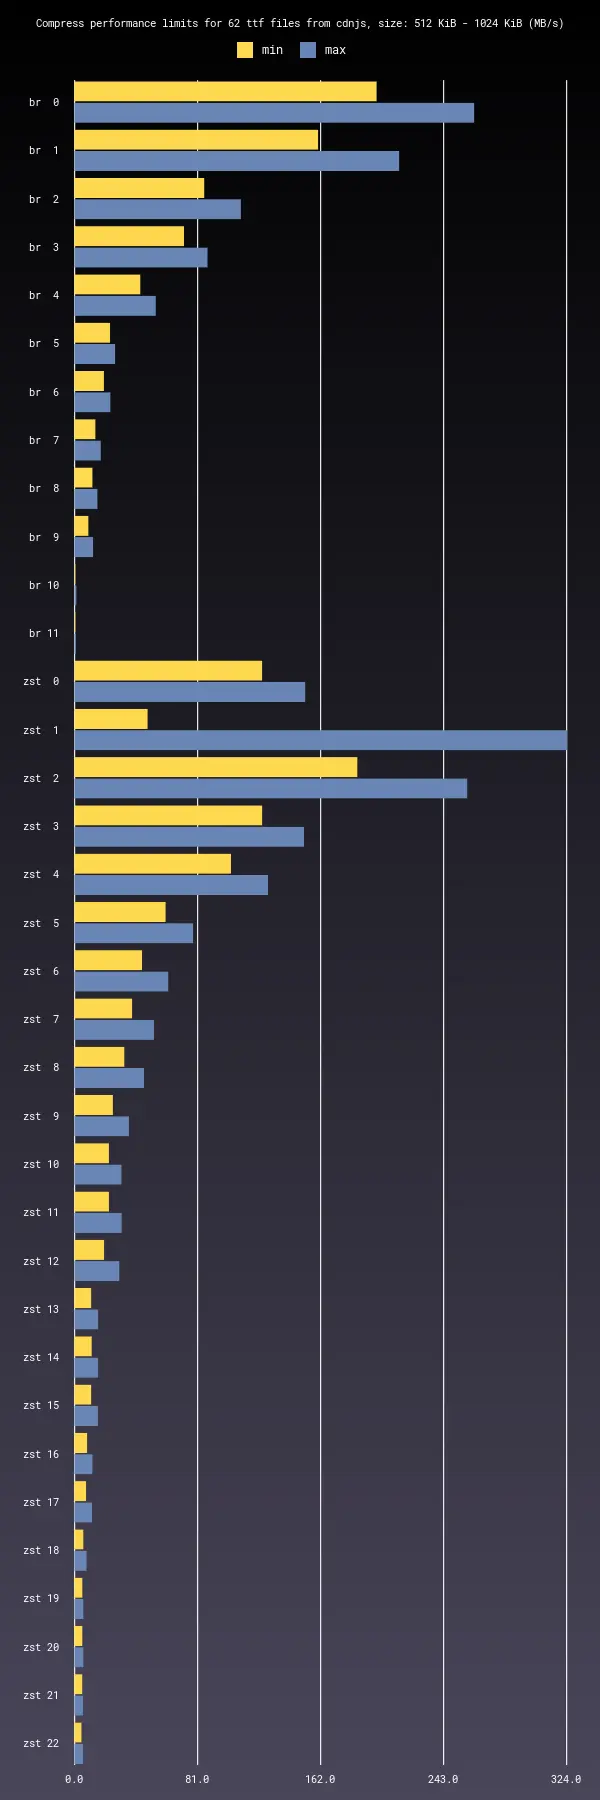 Compress performance limits for 62 ttf files from cdnjs, size: 512 KiB - 1024 KiB (MB/s)
min max
br 0
br 1
br 2
br 3
br 4
br 5
br 6
br 7
br 8
br 9
br 10
br 11
zst 0
zst 1
zst 2
zst 3
zst 4
zst 5
zst 6
zst 7
zst 8
zst 9
zst 10
zst 11
zst 12
zst 13
zst 14
zst 15
zst 16
zst 17
zst 18
zst 19
zst 20
zst 21
zst 22
0.0 81.0 162.0 243.0 324.0